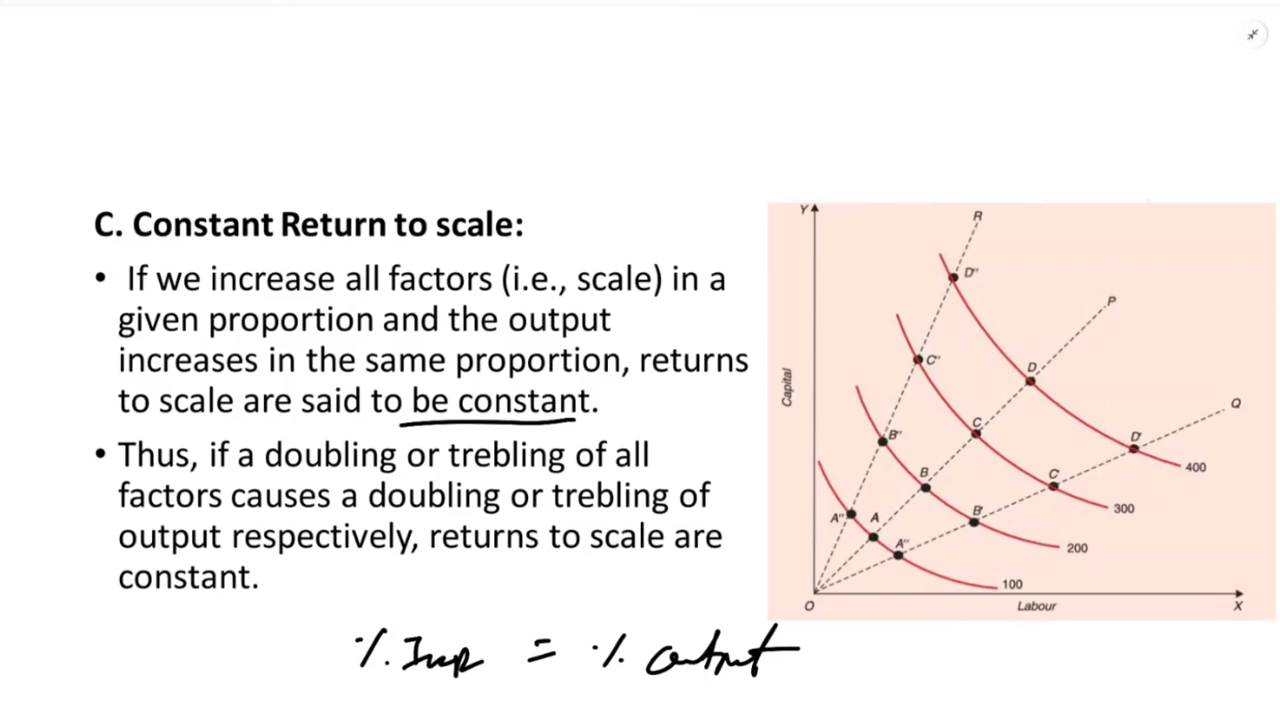 C. Constant Return to scale:
• If we increase all factors (i.e., scale) in a
given proportion and the output
increases in the same proportion, returns
to scale are said to be constant.
• Thus, if a doubling or trebling of all
factors causes a doubling or trebling of
output respectively, returns to scale are
constant.
% Inp = % output
Y
R
D"
P
C"
D
Capital
Q
C
B"
D'
400
B
C'
300
A"
A
B'
200
A"
100
O
Labour
X